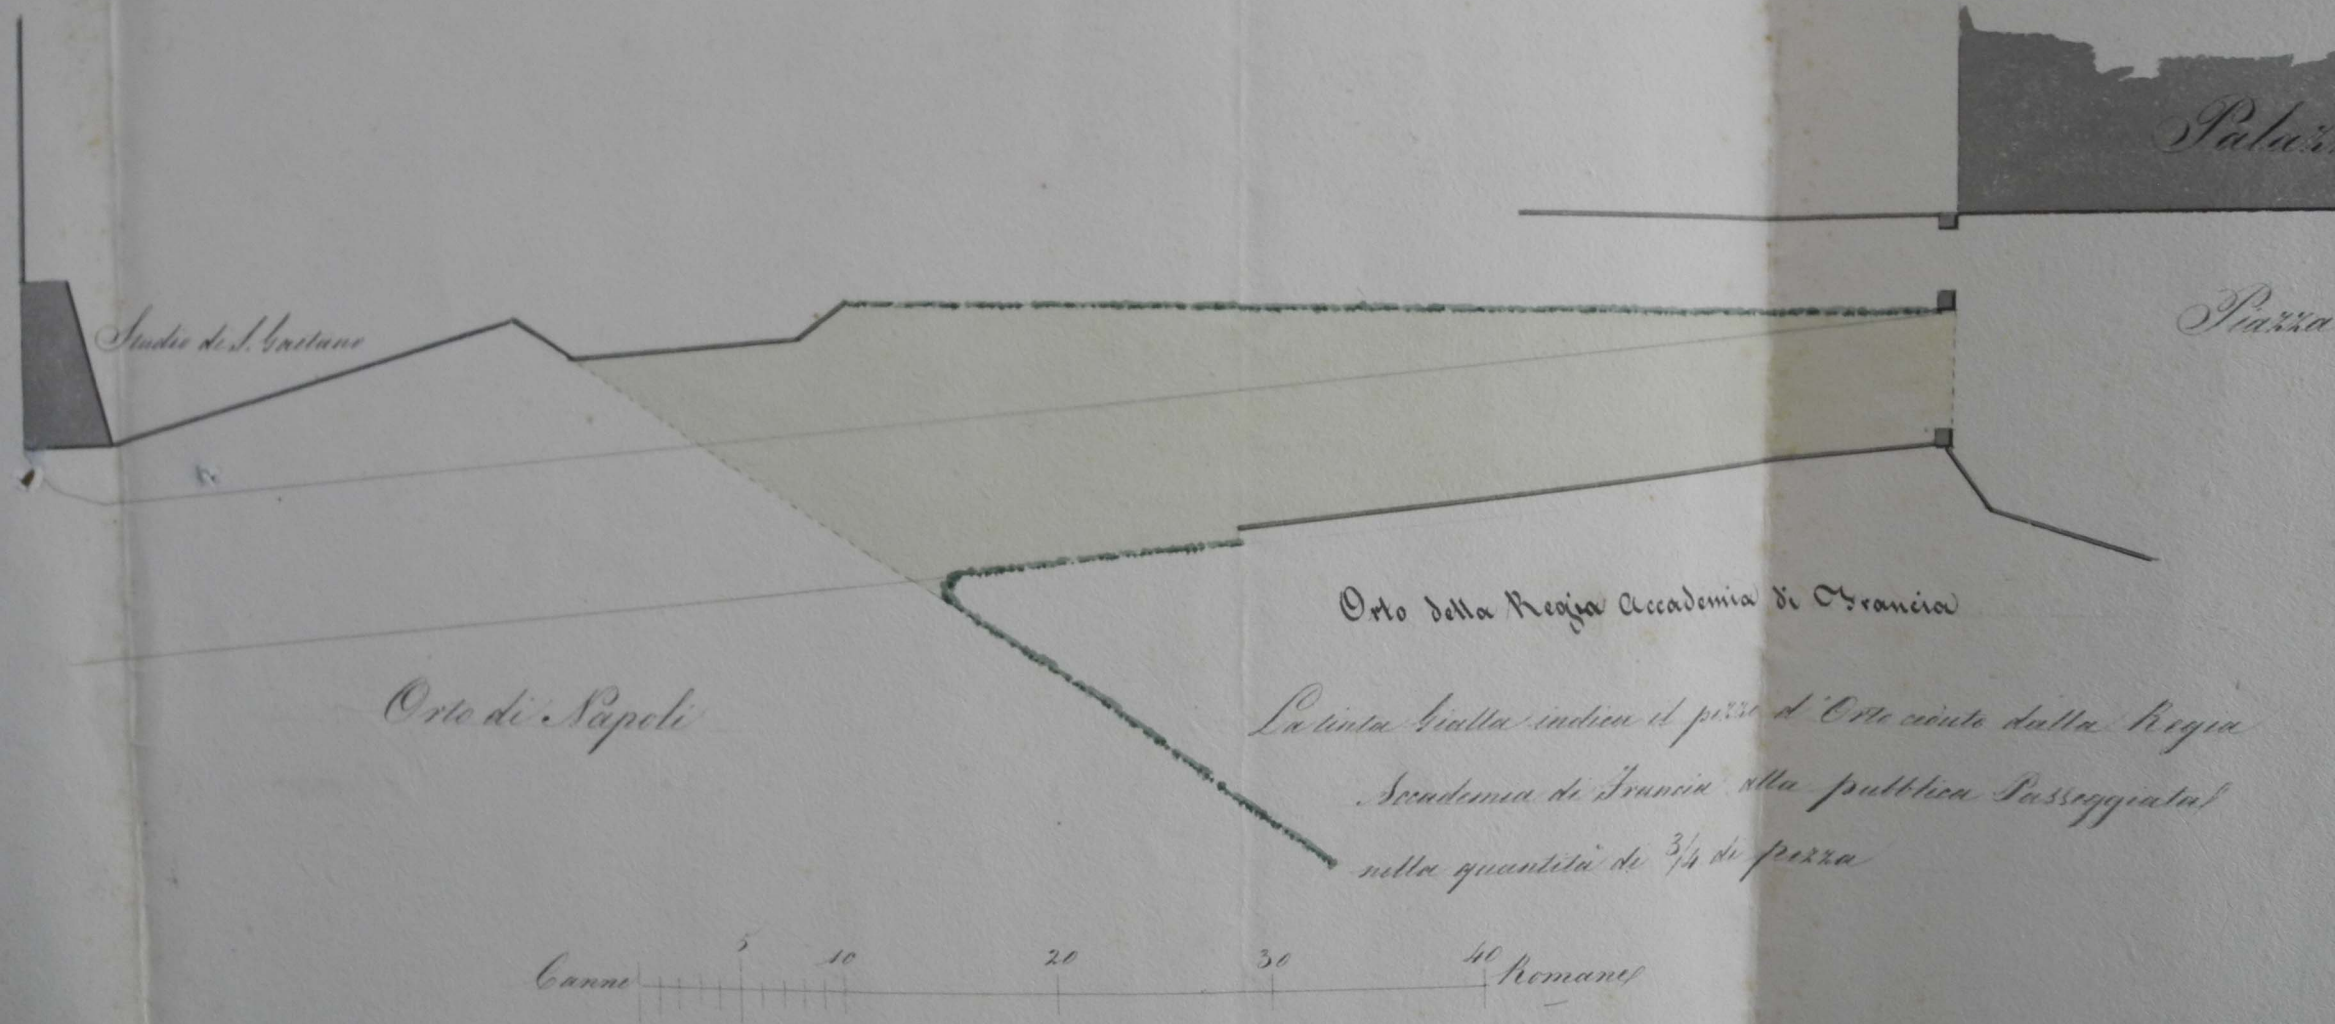 Palaz
Studio di S. Gaetano
Piazza
Orto della Regia Accademia di Francia
Orto di Napoli
La tinta Gialla indica il pezzo d'Orto ceduto dalla Regia
Accademia di Francia alla pubblica Passeggiata
nella quantità di 3/4 di pezza
5 10 20 30 40
Canne Romane